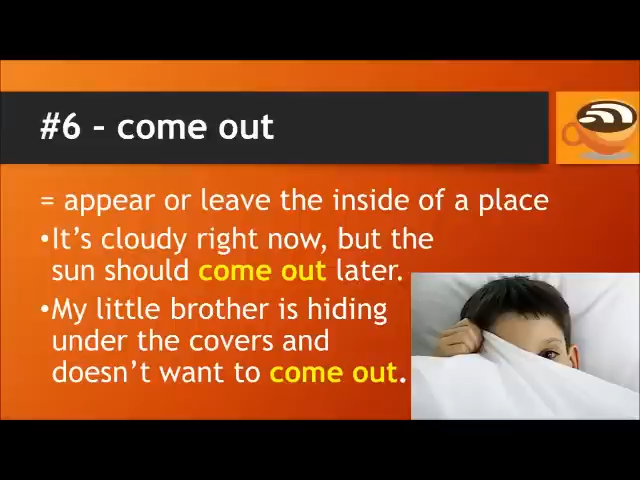 #6 – come out
= appear or leave the inside of a place
•It’s cloudy right now, but the
sun should come out later.
•My little brother is hiding
under the covers and
doesn’t want to come out.